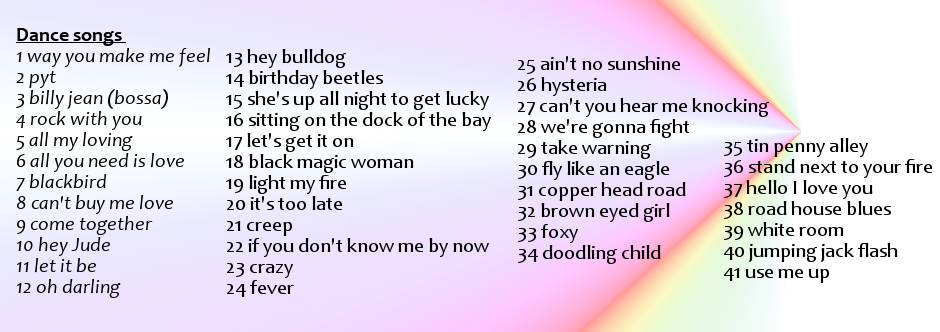 Dance songs
1 way you make me feel
2 pyt
3 billy jean (bossa)
4 rock with you
5 all my loving
6 all you need is love
7 blackbird
8 can't buy me love
9 come together
10 hey Jude
11 let it be
12 oh darling
13 hey bulldog
14 birthday beetles
15 she's up all night to get lucky
16 sitting on the dock of the bay
17 let's get it on
18 black magic woman
19 light my fire
20 it's too late
21 creep
22 if you don't know me by now
23 crazy
24 fever
25 ain't no sunshine
26 hysteria
27 can't you hear me knocking
28 we're gonna fight
29 take warning
30 fly like an eagle
31 copper head road
32 brown eyed girl
33 foxy
34 doodling child
35 tin penny alley
36 stand next to your fire
37 hello I love you
38 road house blues
39 white room
40 jumping jack flash
41 use me up